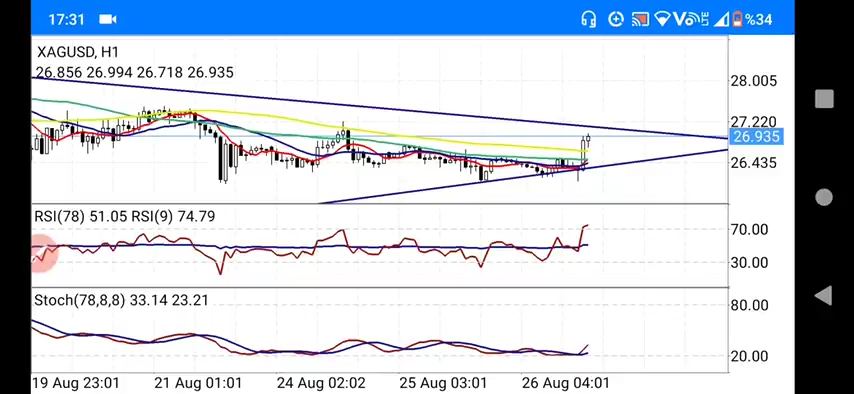 17:31 LTE %34
XAGUSD, H1
26.856 26.994 26.718 26.935
28.005
27.220
26.935
26.435
RSI(78) 51.05 RSI(9) 74.79
70.00
30.00
Stoch(78,8,8) 33.14 23.21
80.00
20.00
19 Aug 23:01 21 Aug 01:01 24 Aug 02:02 25 Aug 03:01 26 Aug 04:01